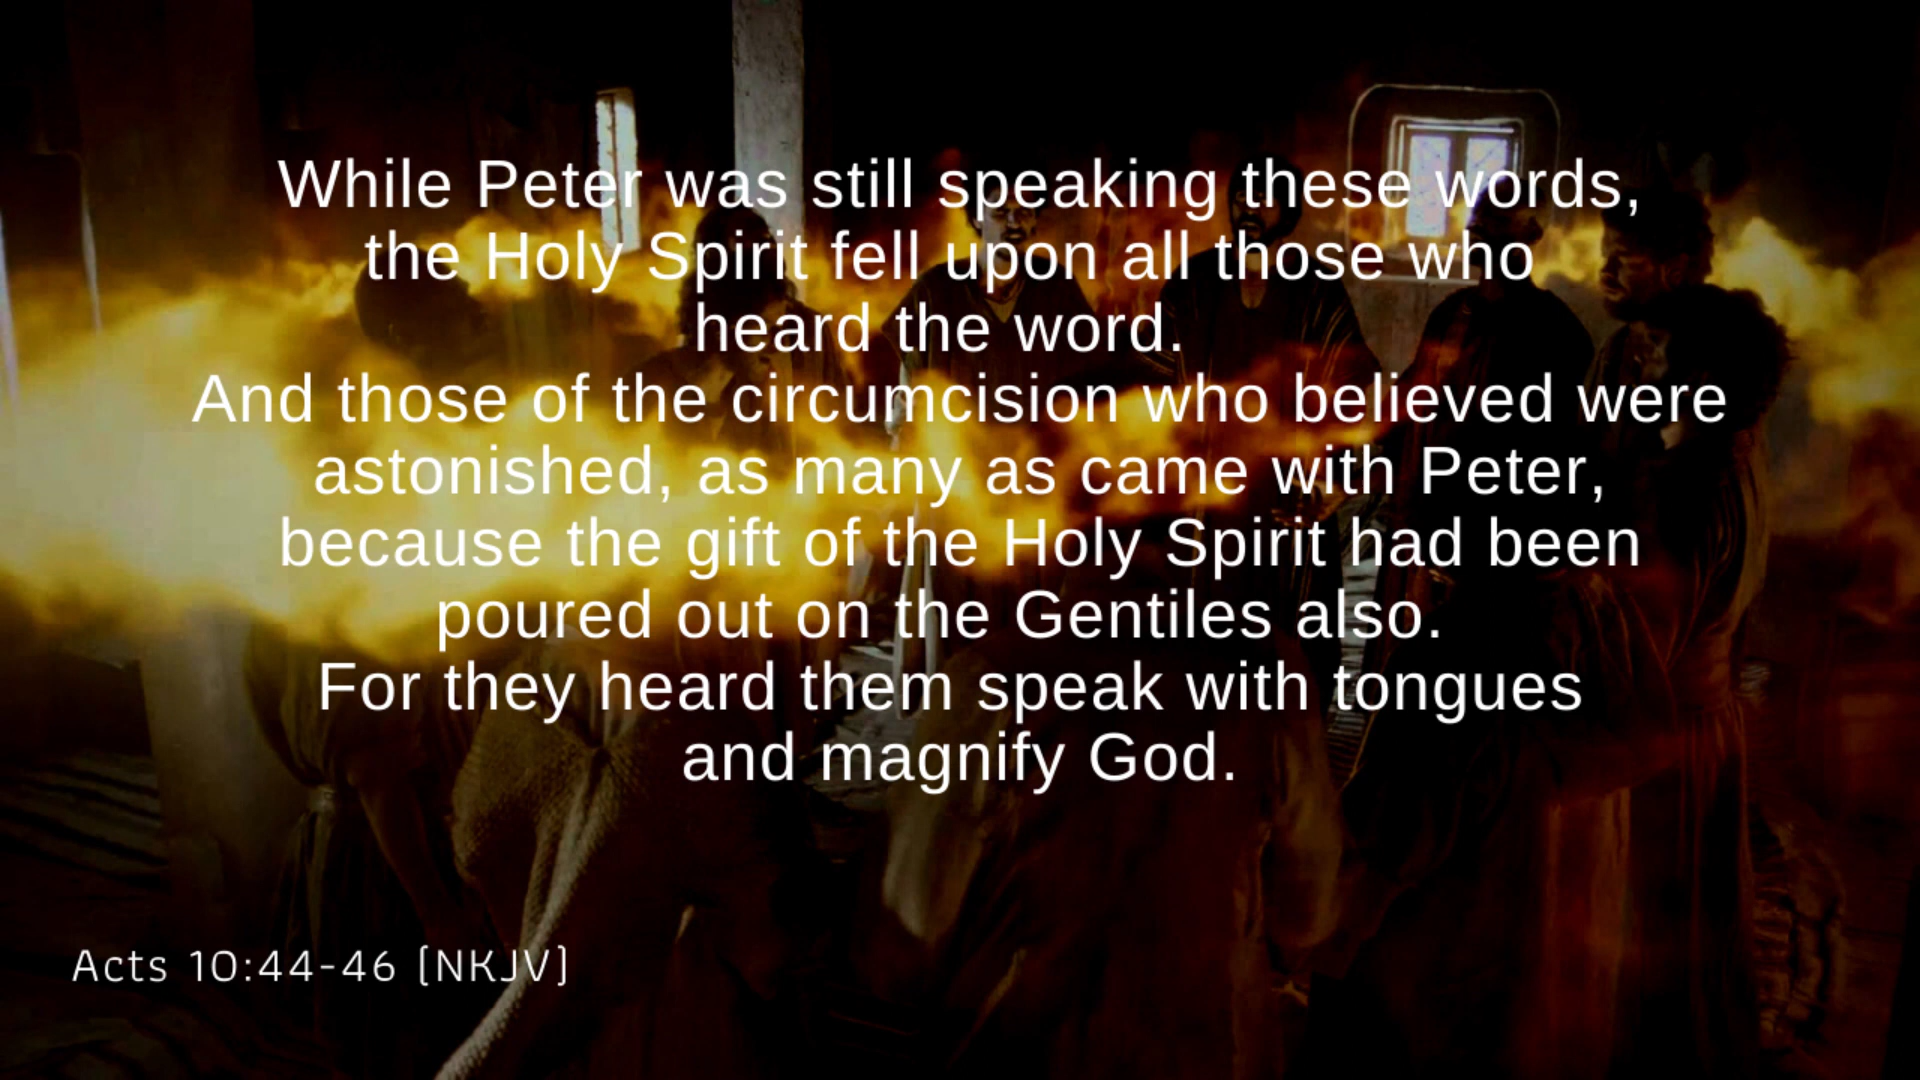 While Peter was still speaking these words,
the Holy Spirit fell upon all those who
heard the word.
And those of the circumcision who believed were
astonished, as many as came with Peter,
because the gift of the Holy Spirit had been
poured out on the Gentiles also.
For they heard them speak with tongues
and magnify God.
Acts 10:44-46 [NKJV]